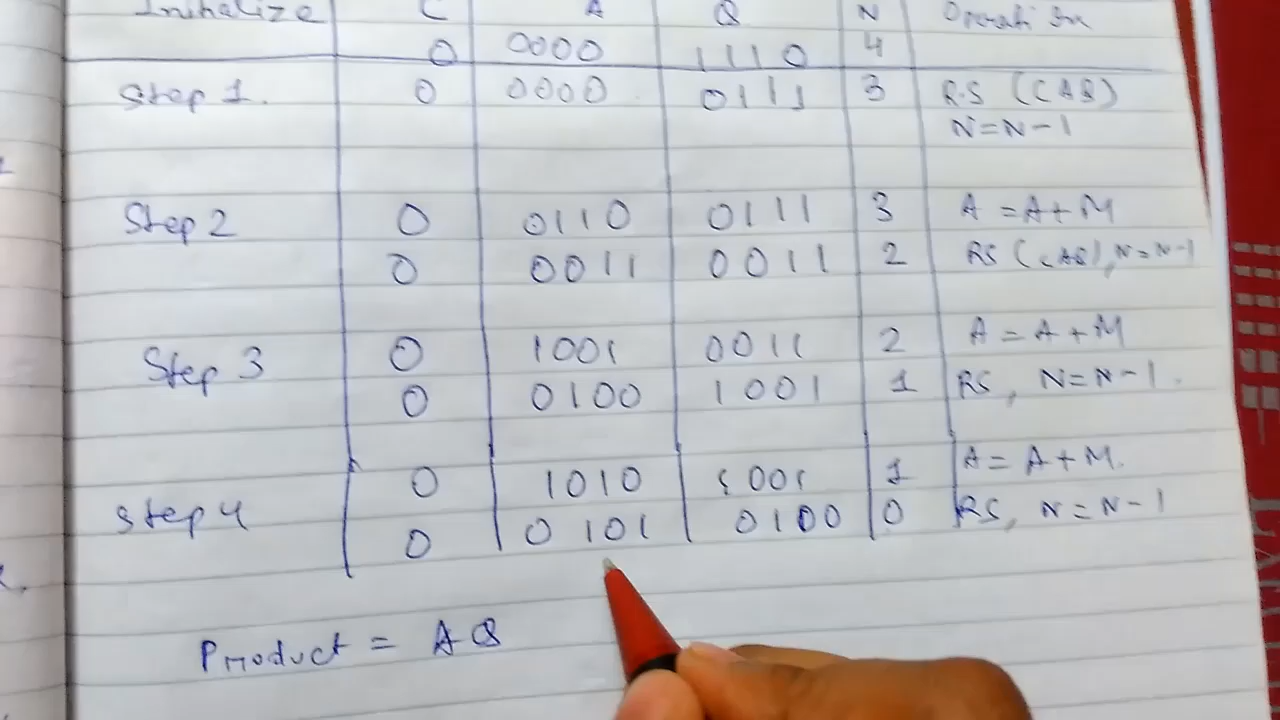 Initialize C A Q N Operation
0 0000 1110 4
Step 1. 0 0000 0111 3 R.S (CAQ)
N=N-1
Step 2 0 0110 0111 3 A =A+M
0 0011 0011 2 RS (CAQ), N=N-1
Step 3 0 1001 0011 2 A = A + M
0 0100 1001 1 RS, N=N-1.
Step 4 0 1010 1001 1 A = A + M.
0 0101 0100 0 RS, N=N-1
Product = AQ